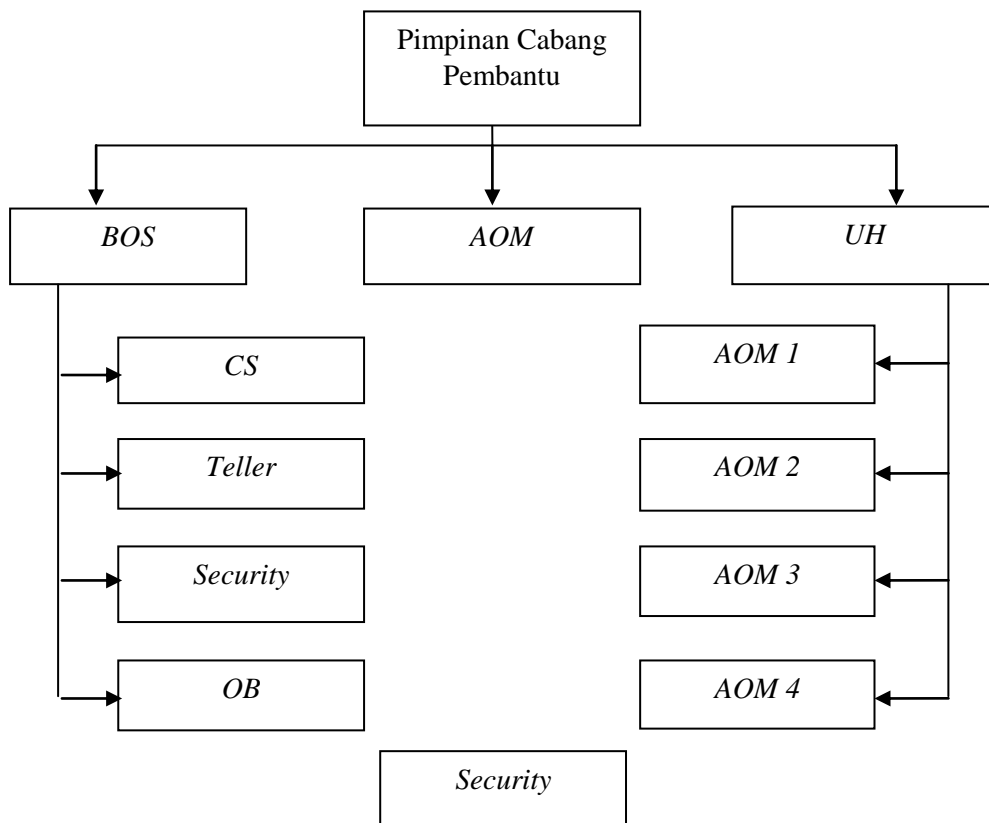 Pimpinan Cabang
Pembantu
BOS
AOM
UH
CS
AOM 1
Teller
AOM 2
Security
AOM 3
OB
AOM 4
Security